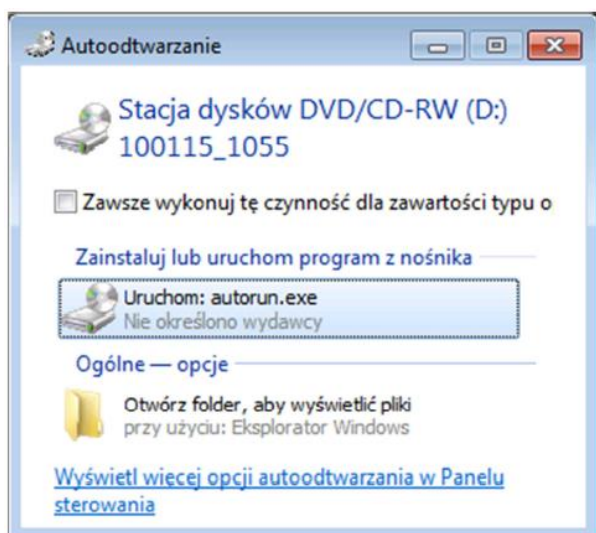 Autoodtwarzanie
Stacja dysków DVD/CD-RW (D:)
100115_1055
Zawsze wykonuj tę czynność dla zawartości typu o
Zainstaluj lub uruchom program z nośnika
Uruchom: autorun.exe
Nie określono wydawcy
Ogólne — opcje
Otwórz folder, aby wyświetlić pliki
przy użyciu: Eksplorator Windows
Wyświetl więcej opcji autoodtwarzania w Panelu
sterowania